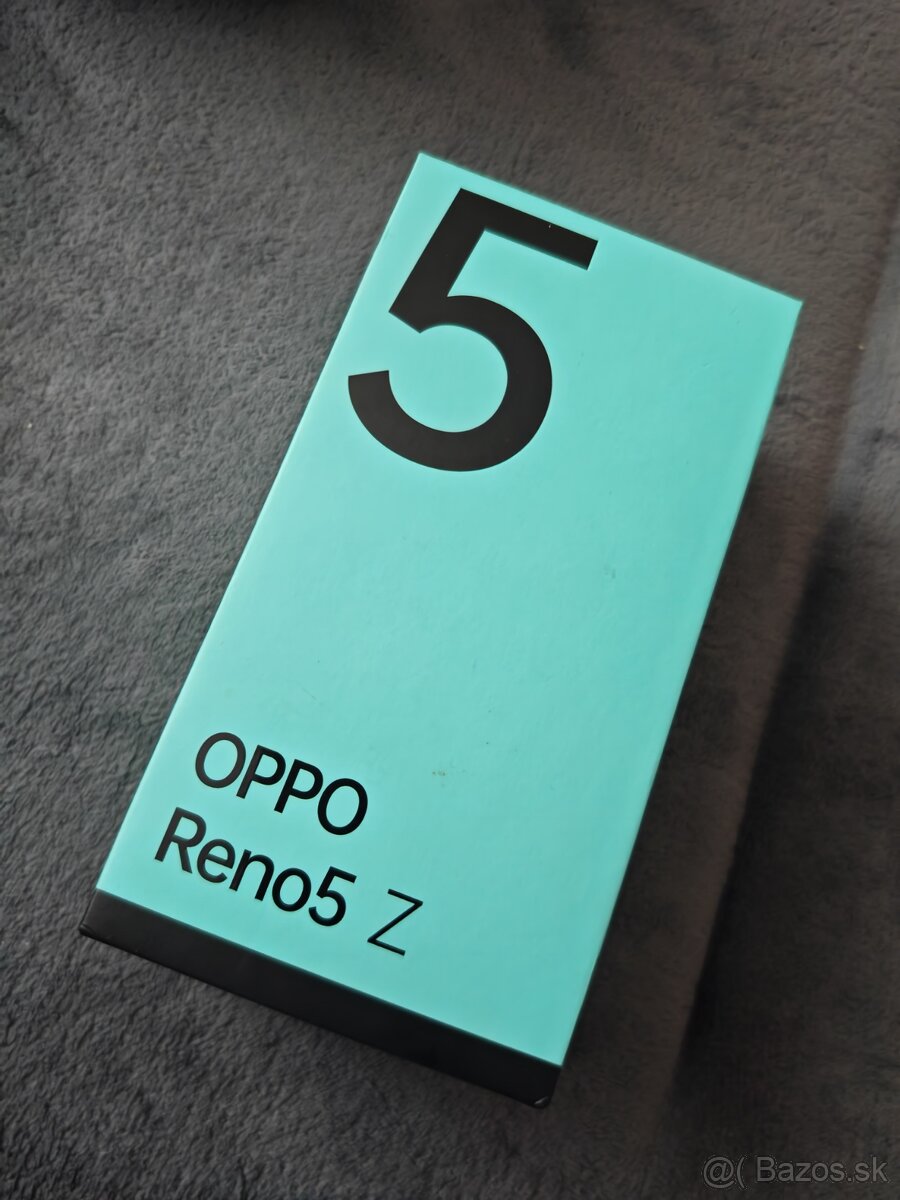 5
OPPO
Reno5 Z
@( Bazos.sk